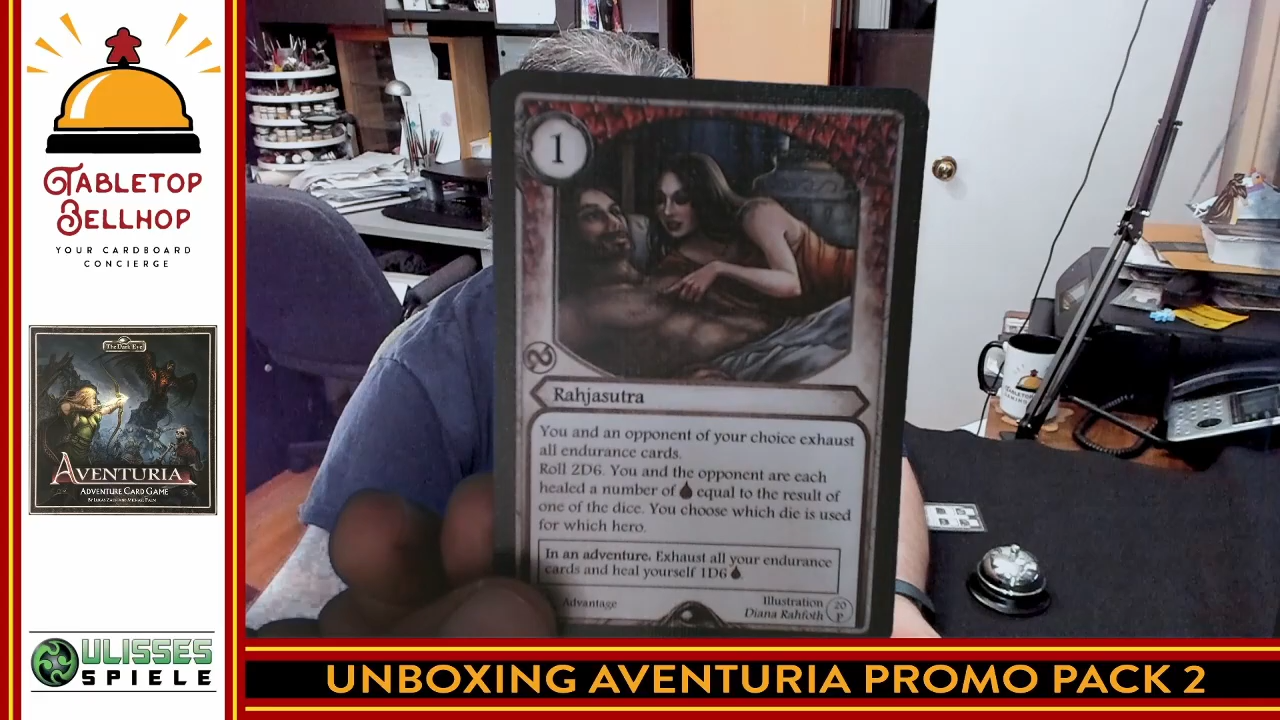 TABLETOP
BELLHOP
YOUR CARDBOARD
CONCIERGE
The Dark Eye
AVENTURIA
ADVENTURE CARD GAME
ULISSES
SPIELE
1
Rahjasutra
You and an opponent of your choice exhaust
all endurance cards.
Roll 2D6. You and the opponent are each
healed a number of equal to the result of
one of the dice. You choose which die is used
for which hero.
In an adventure. Exhaust all your endurance
cards and heal yourself 1D6 .
Advantage
Illustration
Diana Rahfoth
20
P
UNBOXING AVENTURIA PROMO PACK 2